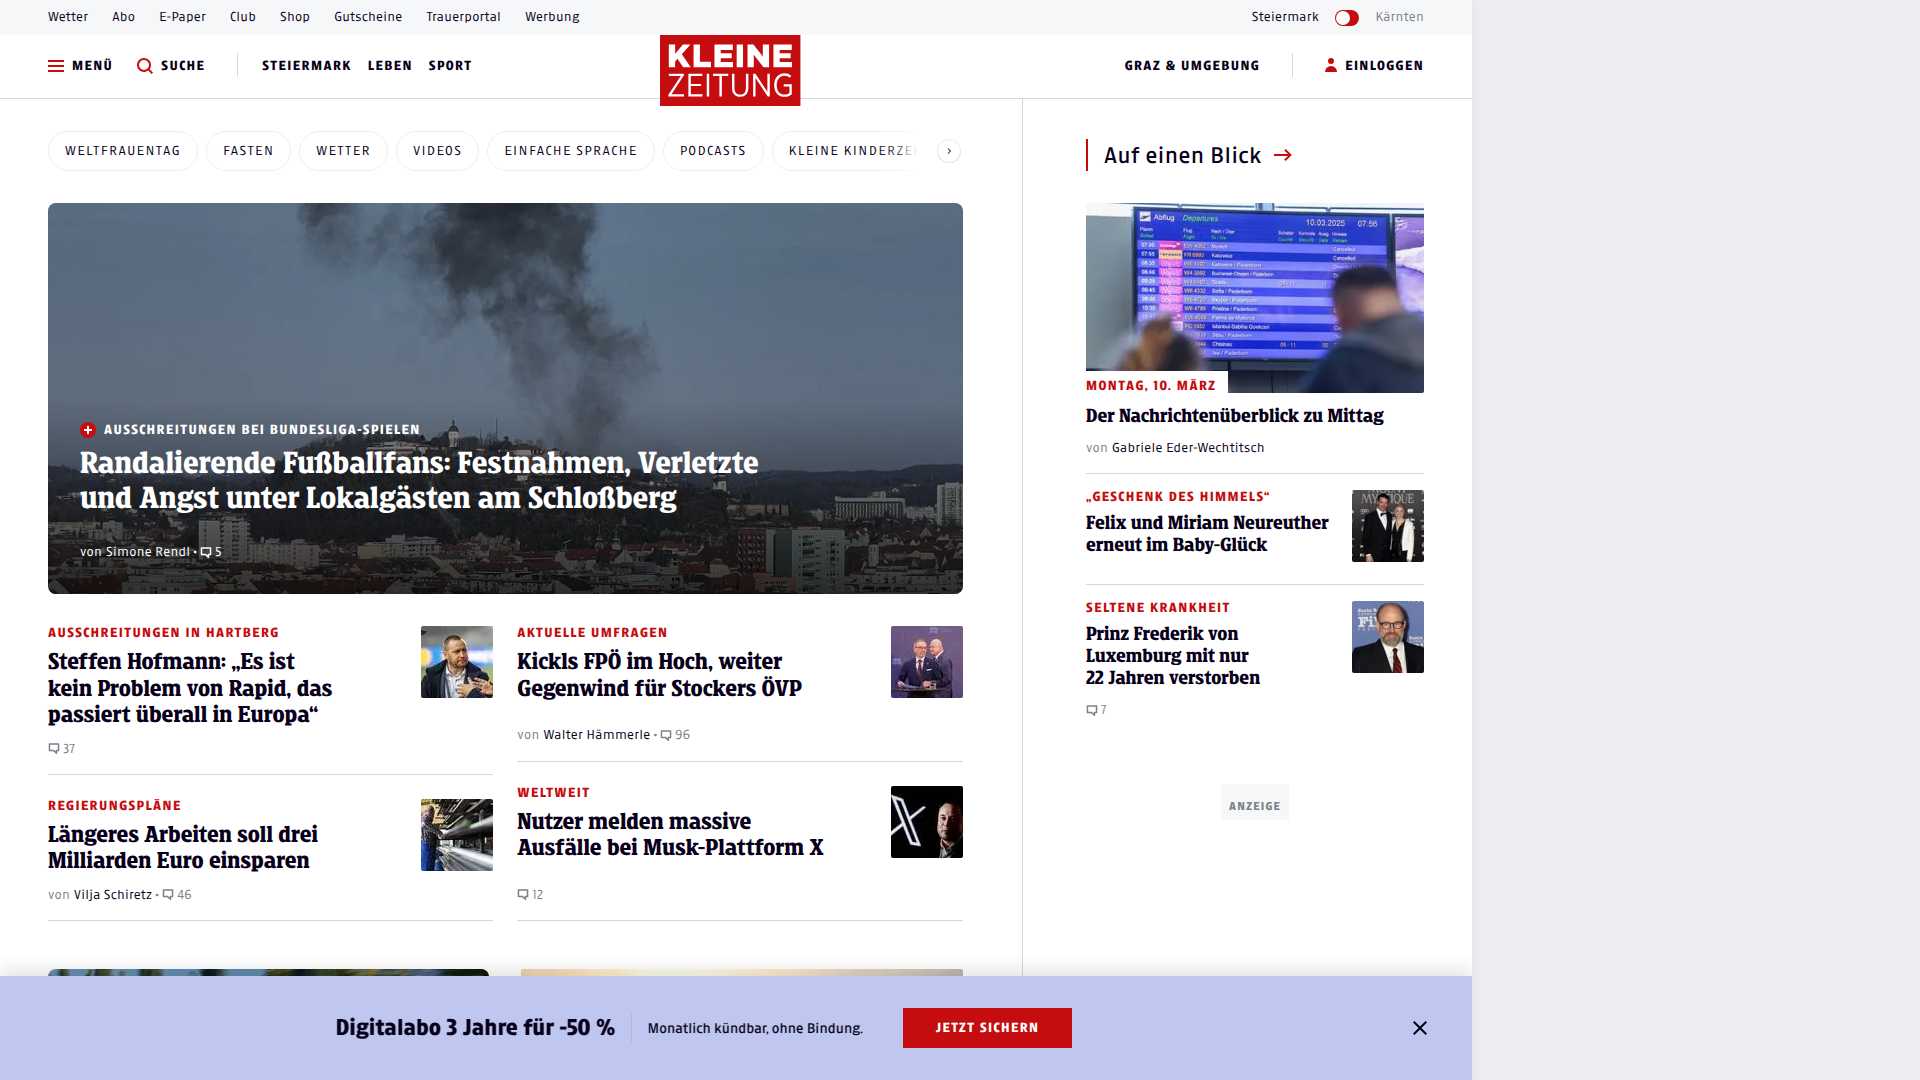 Wetter Abo E-Paper Club Shop Gutscheine Trauerportal Werbung
Steiermark Kärnten
MENÜ SUCHE STEIERMARK LEBEN SPORT
KLEINE
ZEITUNG
GRAZ & UMGEBUNG EINLOGGEN
WELTFRAUENTAG FASTEN WETTER VIDEOS EINFACHE SPRACHE PODCASTS KLEINE
AUSSCHREITUNGEN BEI BUNDESLIGA-SPIELEN
Randalierende Fußballfans: Festnahmen, Verletzte
und Angst unter Lokalgästen am Schloßberg
von Simone Rendl • 5
AUSSCHREITUNGEN IN HARTBERG
Steffen Hofmann: „Es ist
kein Problem von Rapid, das
passiert überall in Europa“
37
REGIERUNGSPLÄNE
Längeres Arbeiten soll drei
Milliarden Euro einsparen
von Vilja Schiretz • 46
AKTUELLE UMFRAGEN
Kickls FPÖ im Hoch, weiter
Gegenwind für Stockers ÖVP
von Walter Hämmerle • 96
WELTWEIT
Nutzer melden massive
Ausfälle bei Musk-Plattform X
12
Auf einen Blick
Abflug Departures 10.03.2025 07:56
MONTAG, 10. MÄRZ
Der Nachrichtenüberblick zu Mittag
von Gabriele Eder-Wechtitsch
„GESCHENK DES HIMMELS“
Felix und Miriam Neureuther
erneut im Baby-Glück
SELTENE KRANKHEIT
Prinz Frederik von
Luxemburg mit nur
22 Jahren verstorben
7
ANZEIGE
Digitalabo 3 Jahre für -50 %
Monatlich kündbar, ohne Bindung.
JETZT SICHERN